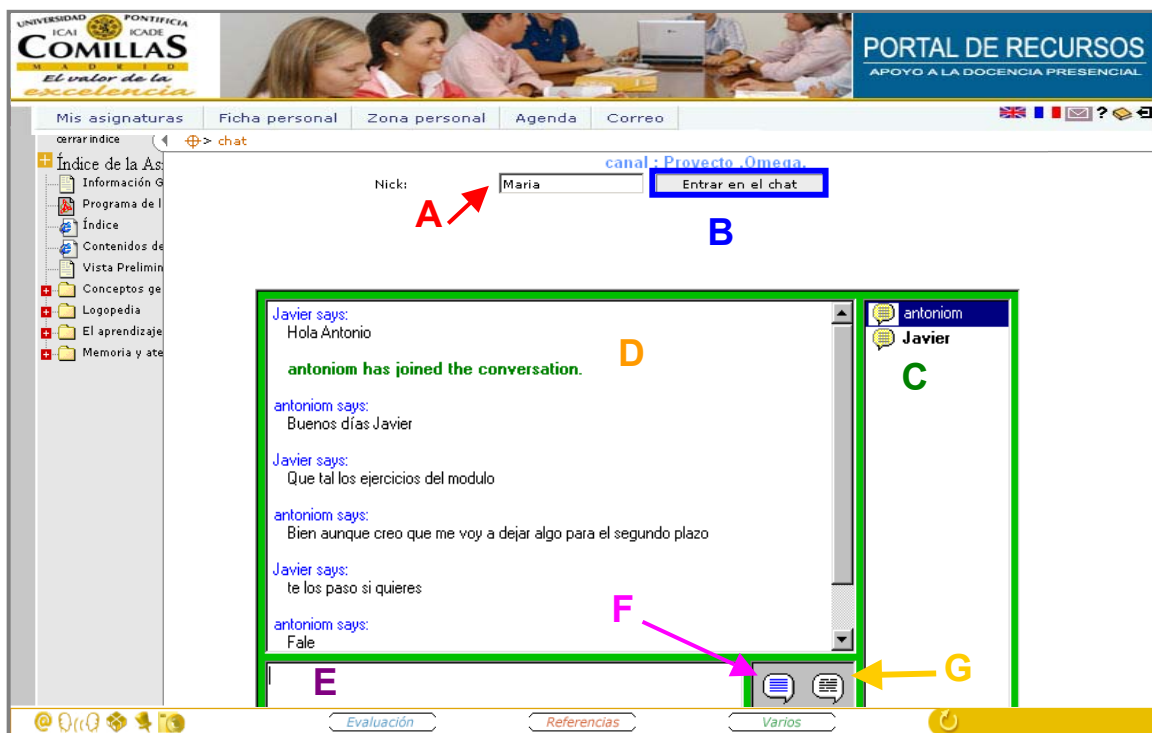 UNIVERSIDAD PONTIFICIA
ICAI ICADE
COMILLAS
M A D R I D
El valor de la
excelencia
PORTAL DE RECURSOS
APOYO A LA DOCENCIA PRESENCIAL
Mis asignaturas Ficha personal Zona personal Agenda Correo
?
cerrar indice > chat
Índice de la As
canal : Proyecto .Omega.
Información G
Nick: Maria Entrar en el chat
Programa de l
A
B
Índice
Contenidos de
Vista Prelimin
Conceptos ge
Logopedia
El aprendizaje
Memoria y ate
Javier says:
Hola Antonio
antoniom has joined the conversation.
D
antoniom says:
Buenos días Javier
Javier says:
Que tal los ejercicios del modulo
antoniom says:
Bien aunque creo que me voy a dejar algo para el segundo plazo
Javier says:
te los paso si quieres
antoniom says:
Fale
antoniom
Javier
C
F
E
G
@
Evaluación Referencias Varios